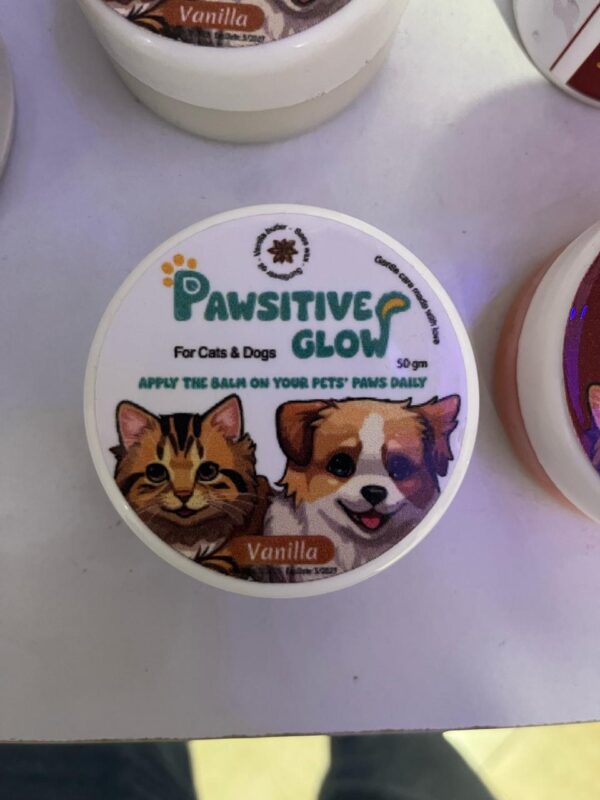 Vanilla
Gentle care made with love
PAWSITIVE
GLOW
For Cats & Dogs
50 gm
APPLY THE BALM ON YOUR PETS' PAWS DAILY
Vanilla